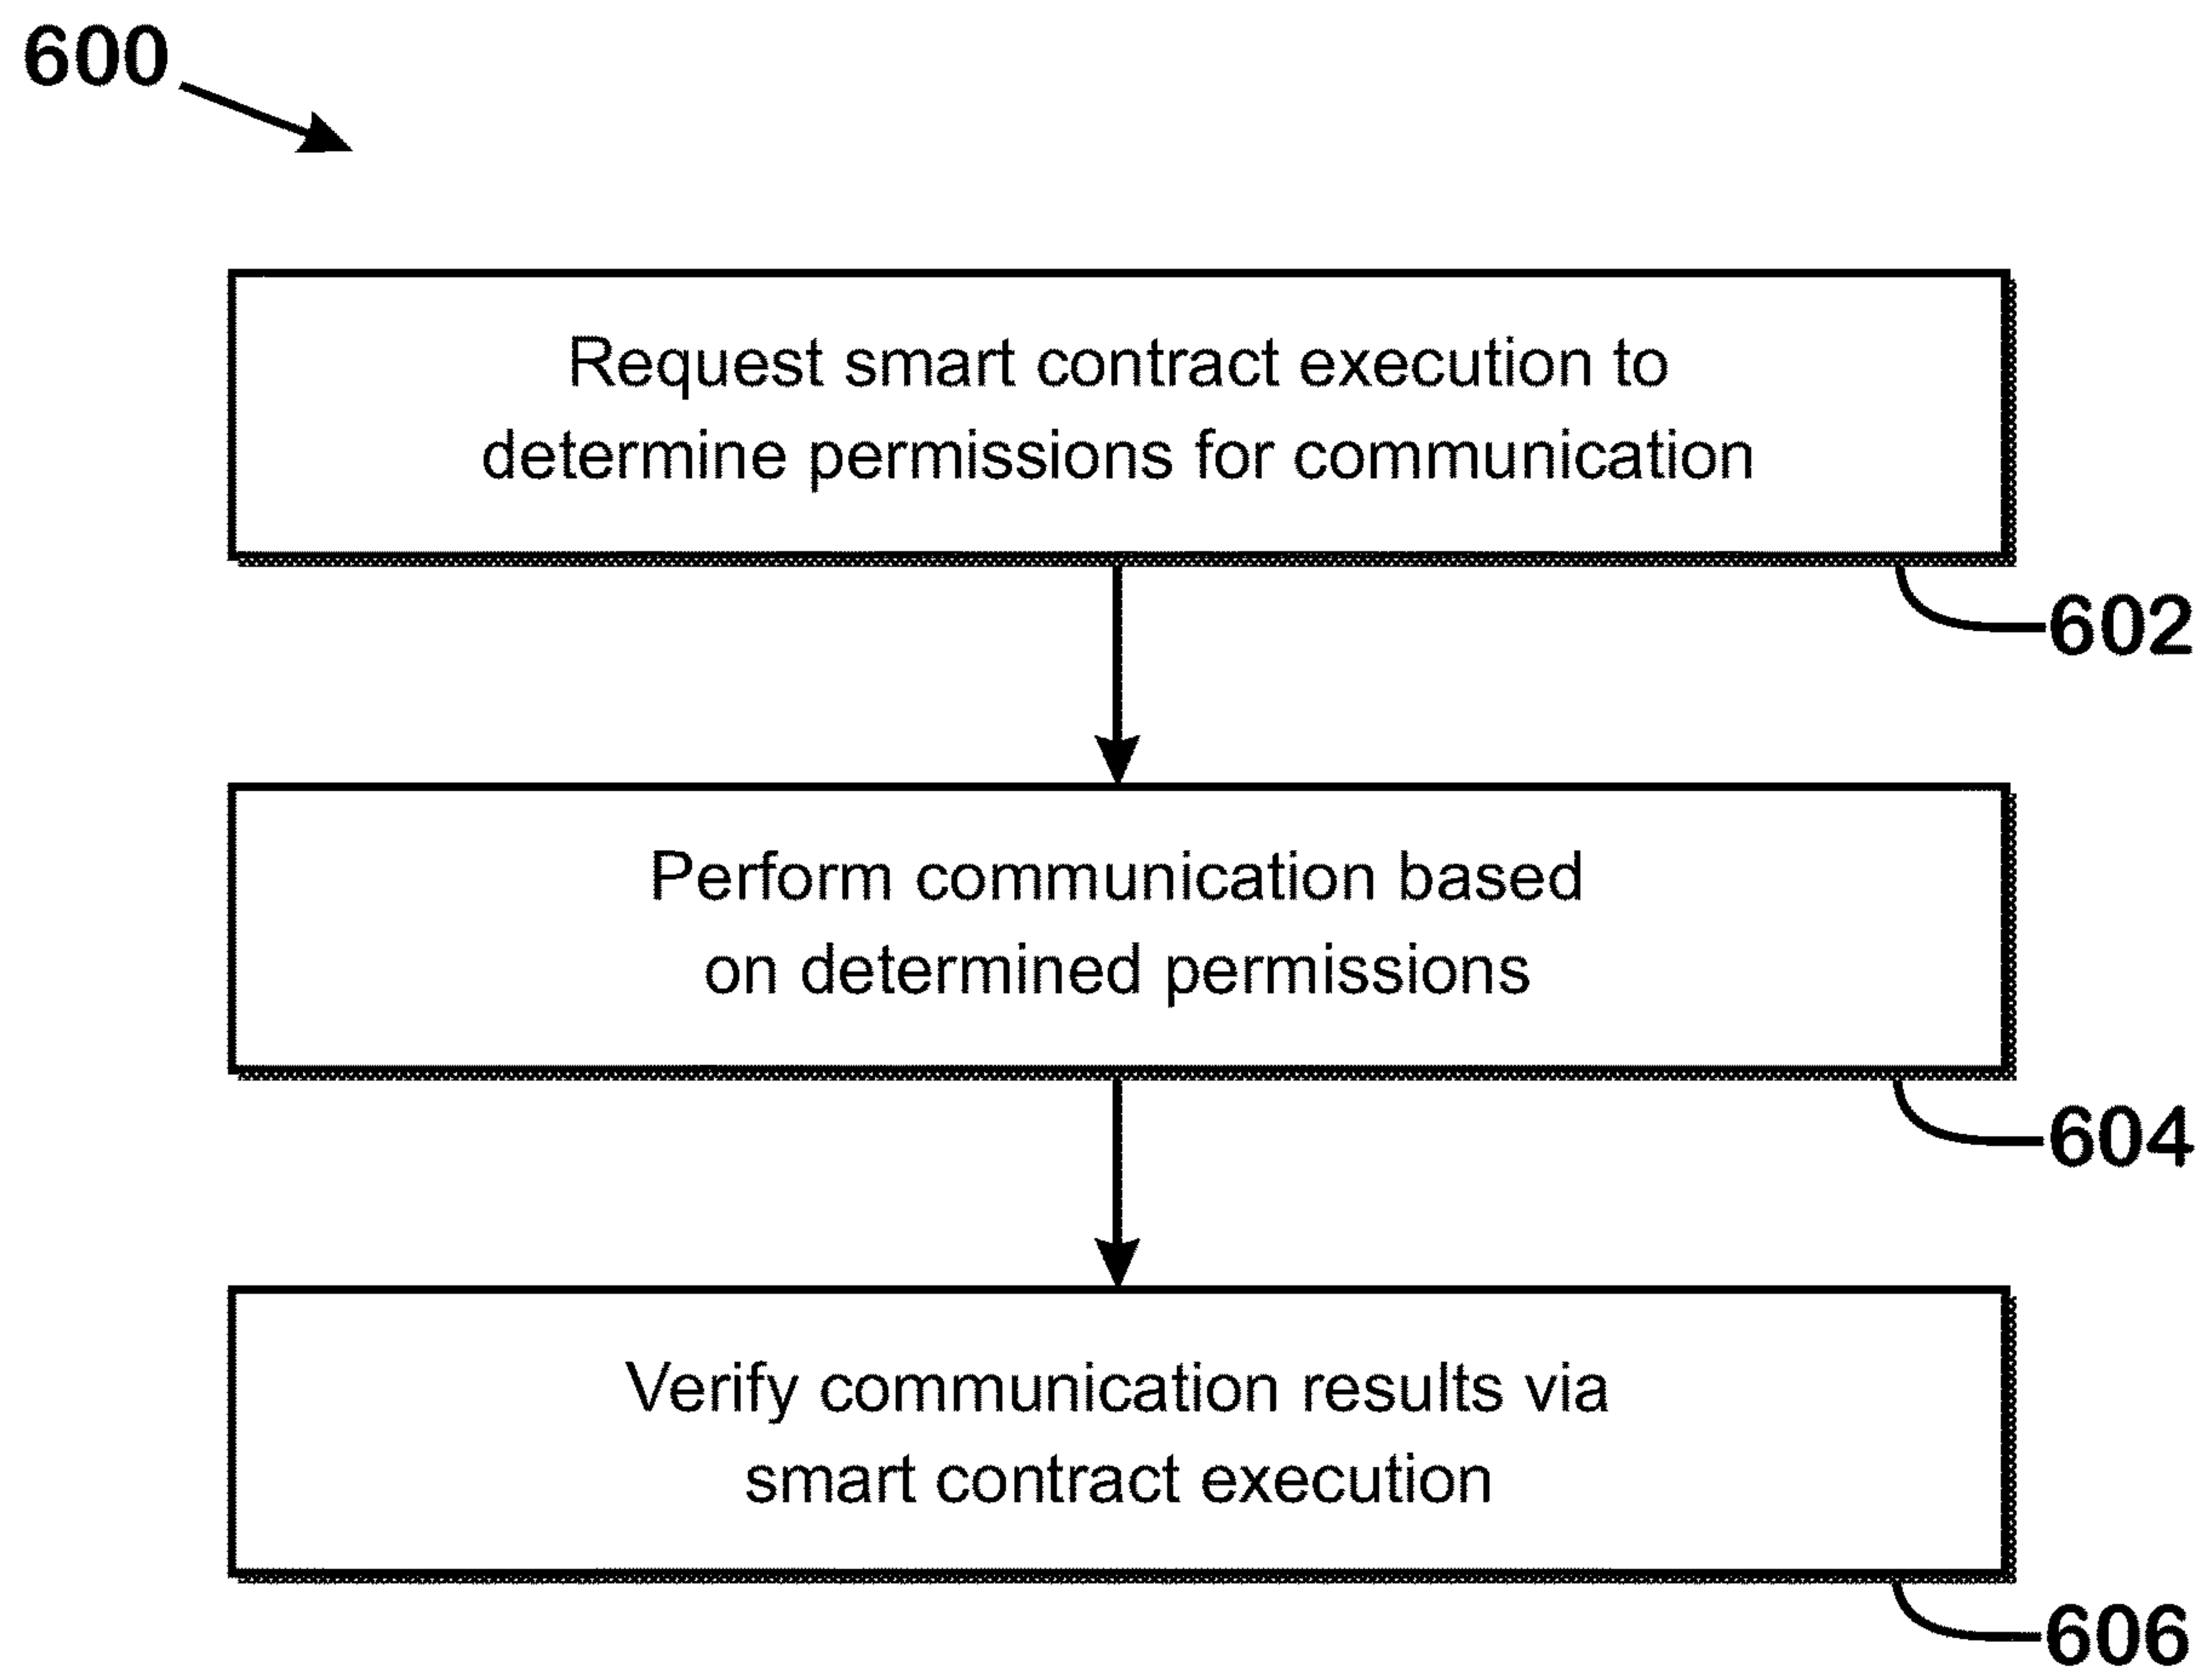 600
Request smart contract execution to
determine permissions for communication
602
Perform communication based
on determined permissions
604
Verify communication results via
smart contract execution
606